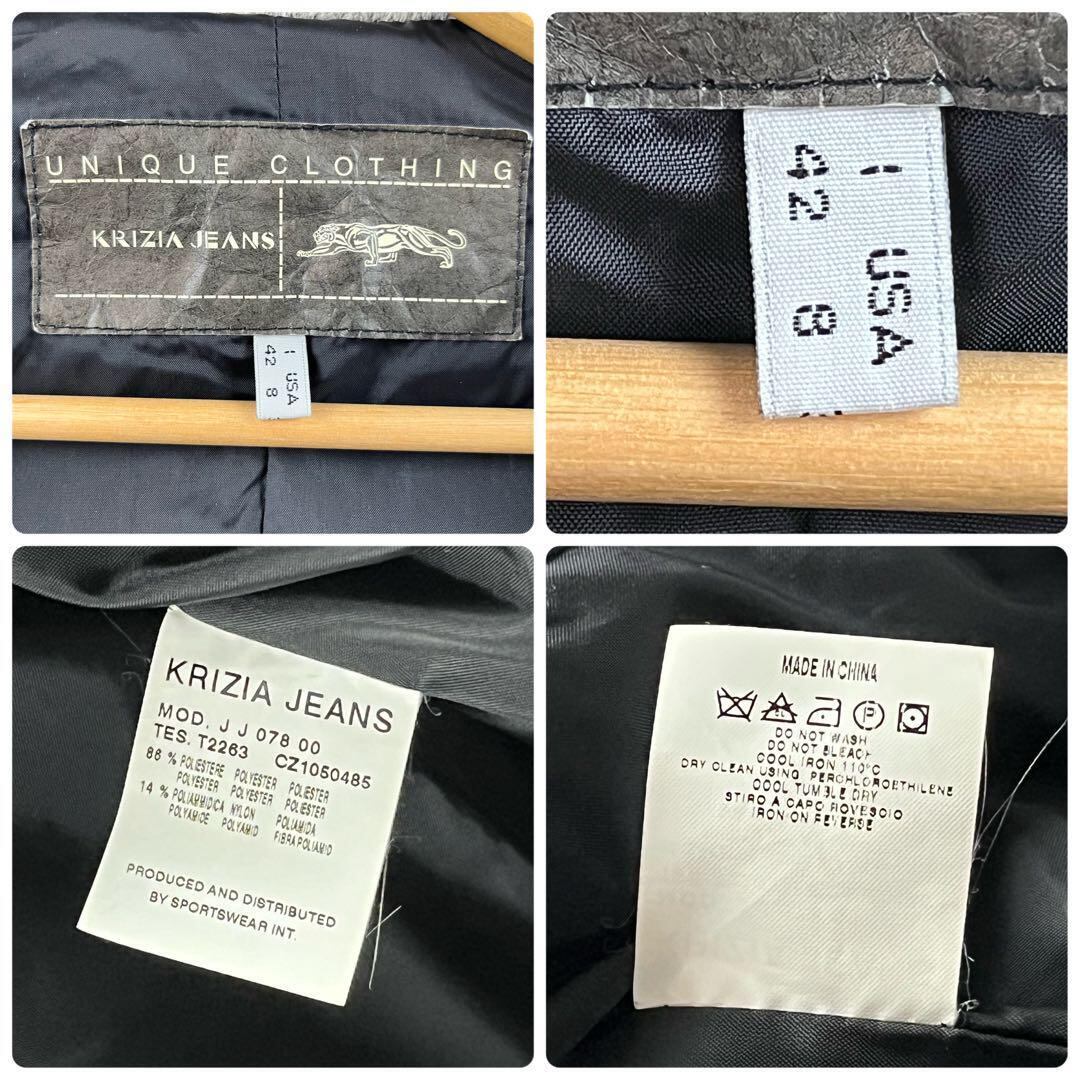 UNIQUE CLOTHING
KRIZIA JEANS
I USA
42 8
I USA
42 8
KRIZIA JEANS
MOD. J J 078 00
TES. T2263 CZ1050485
86 % POLIESTERE POLYESTER POLIESTER
POLYESTER POLYESTER POLIESTER
14 % POLIAMMIDICA NYLON POLIAMIDA
POLYAMIDE POLYAMID FIBRA POLIAMID
PRODUCED AND DISTRIBUTED
BY SPORTSWEAR INT.
MADE IN CHINA
P
DO NOT WASH
DO NOT BLEACH
COOL IRON 110°C
DRY CLEAN USING PERCHLOROETHILENE
COOL TUMBLE DRY
STIRO A CAPO ROVESCIO
IRON ON REVERSE